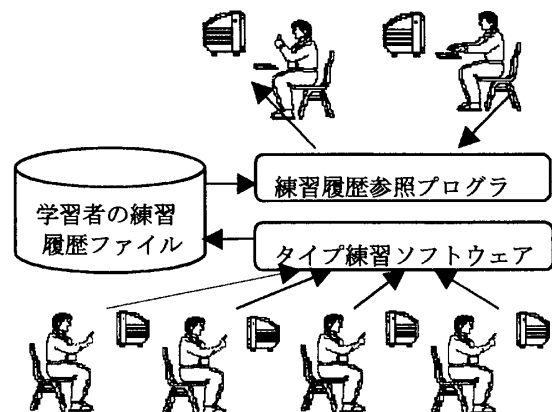 練習履歴参照プログラ
学習者の練習
履歴ファイル
タイプ練習ソフトウェア